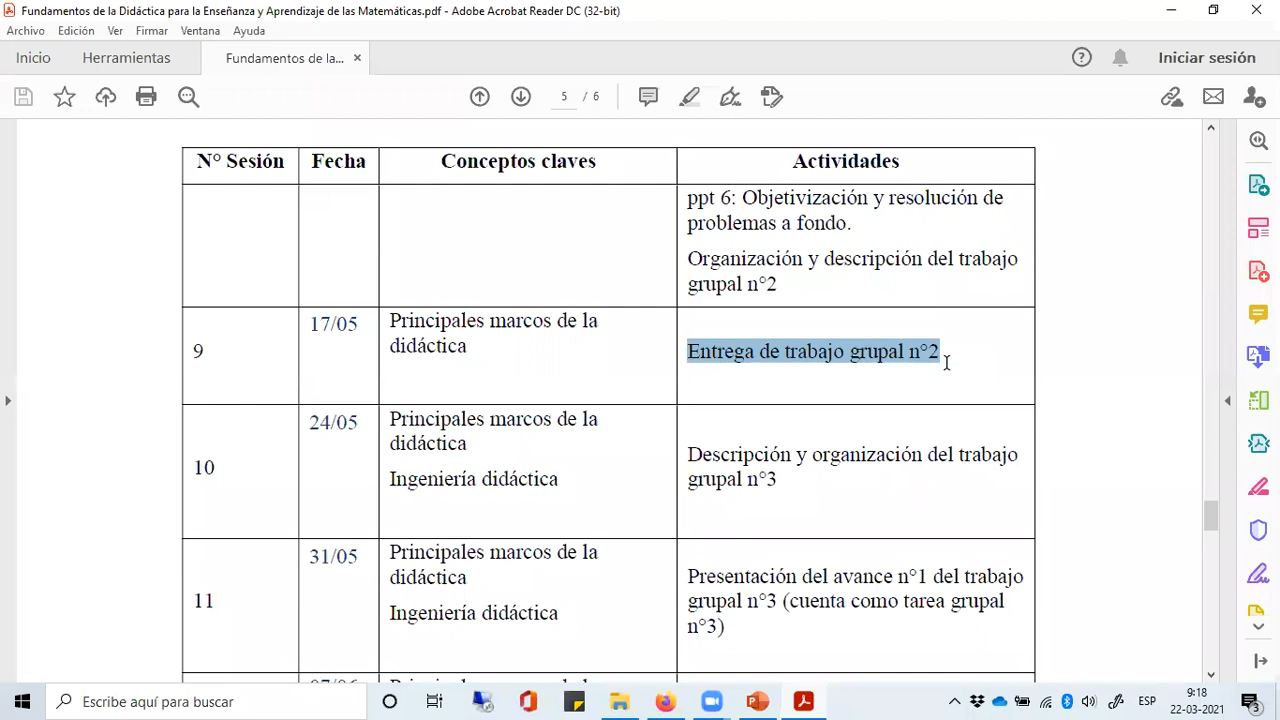 Fundamentos de la Didáctica para la Enseñanza y Aprendizaje de las Matemáticas.pdf - Adobe Acrobat Reader DC (32-bit)
Archivo Edición Ver Firmar Ventana Ayuda
Inicio Herramientas Fundamentos de la... × Iniciar sesión
5 / 6
N° Sesión Fecha Conceptos claves Actividades
ppt 6: Objetivización y resolución de
problemas a fondo.
Organización y descripción del trabajo
grupal n°2
9 17/05 Principales marcos de la
didáctica
Entrega de trabajo grupal n°2
10 24/05 Principales marcos de la
didáctica
Ingeniería didáctica
Descripción y organización del trabajo
grupal n°3
11 31/05 Principales marcos de la
didáctica
Ingeniería didáctica
Presentación del avance n°1 del trabajo
grupal n°3 (cuenta como tarea grupal
n°3)
Escribe aquí para buscar
ESP
9:18
22-03-2021
3